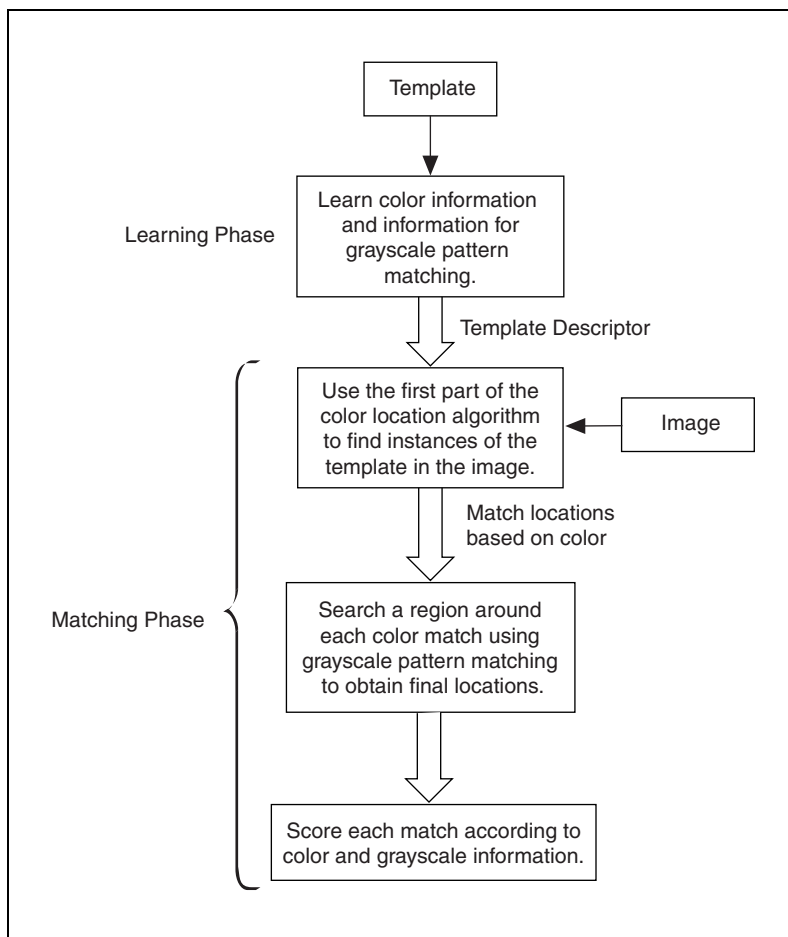 Template
Learn color information
and information for
grayscale pattern
matching.
Learning Phase
Template Descriptor
Use the first part of the
color location algorithm
to find instances of the
template in the image.
Image
Match locations
based on color
Matching Phase
Search a region around
each color match using
grayscale pattern matching
to obtain final locations.
Score each match according to
color and grayscale information.